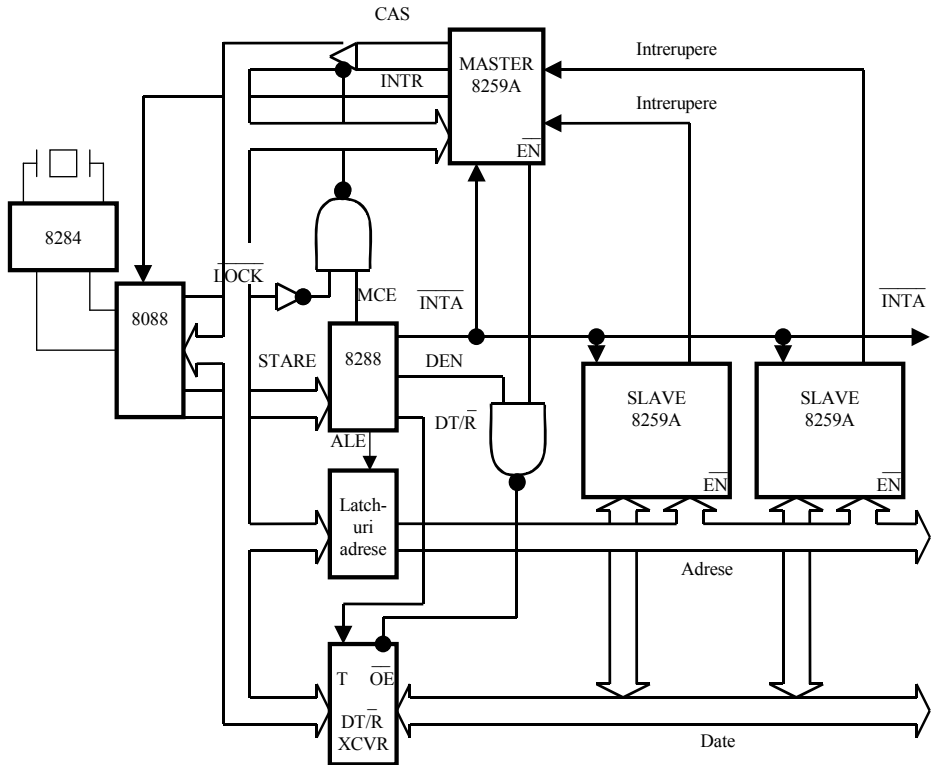 CAS
MASTER
8259A
Intrerupere
INTR
Intrerupere
EN
8284
LOCK
MCE
INTA
INTA
8088
STARE
8288
DEN
SLAVE
8259A
SLAVE
8259A
DT/R
ALE
EN
EN
Latch-
uri
adrese
Adrese
T
OE
DT/R
XCVR
Date